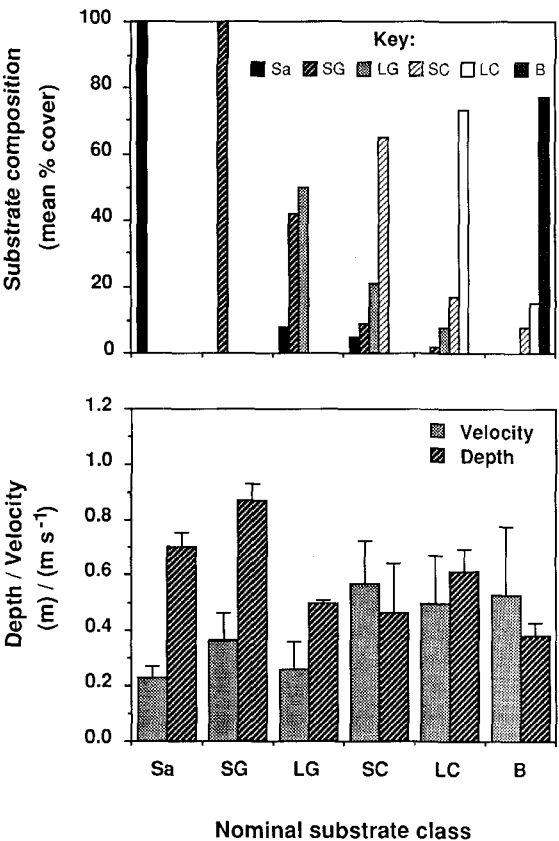 Substrate composition
(mean % cover)
100
80
60
40
20
0
Key:
Sa SG LG SC LC B
Depth / Velocity
(m) / (m s-1)
1.2
1.0
0.8
0.6
0.4
0.2
0.0
Velocity
Depth
Sa SG LG SC LC B
Nominal substrate class